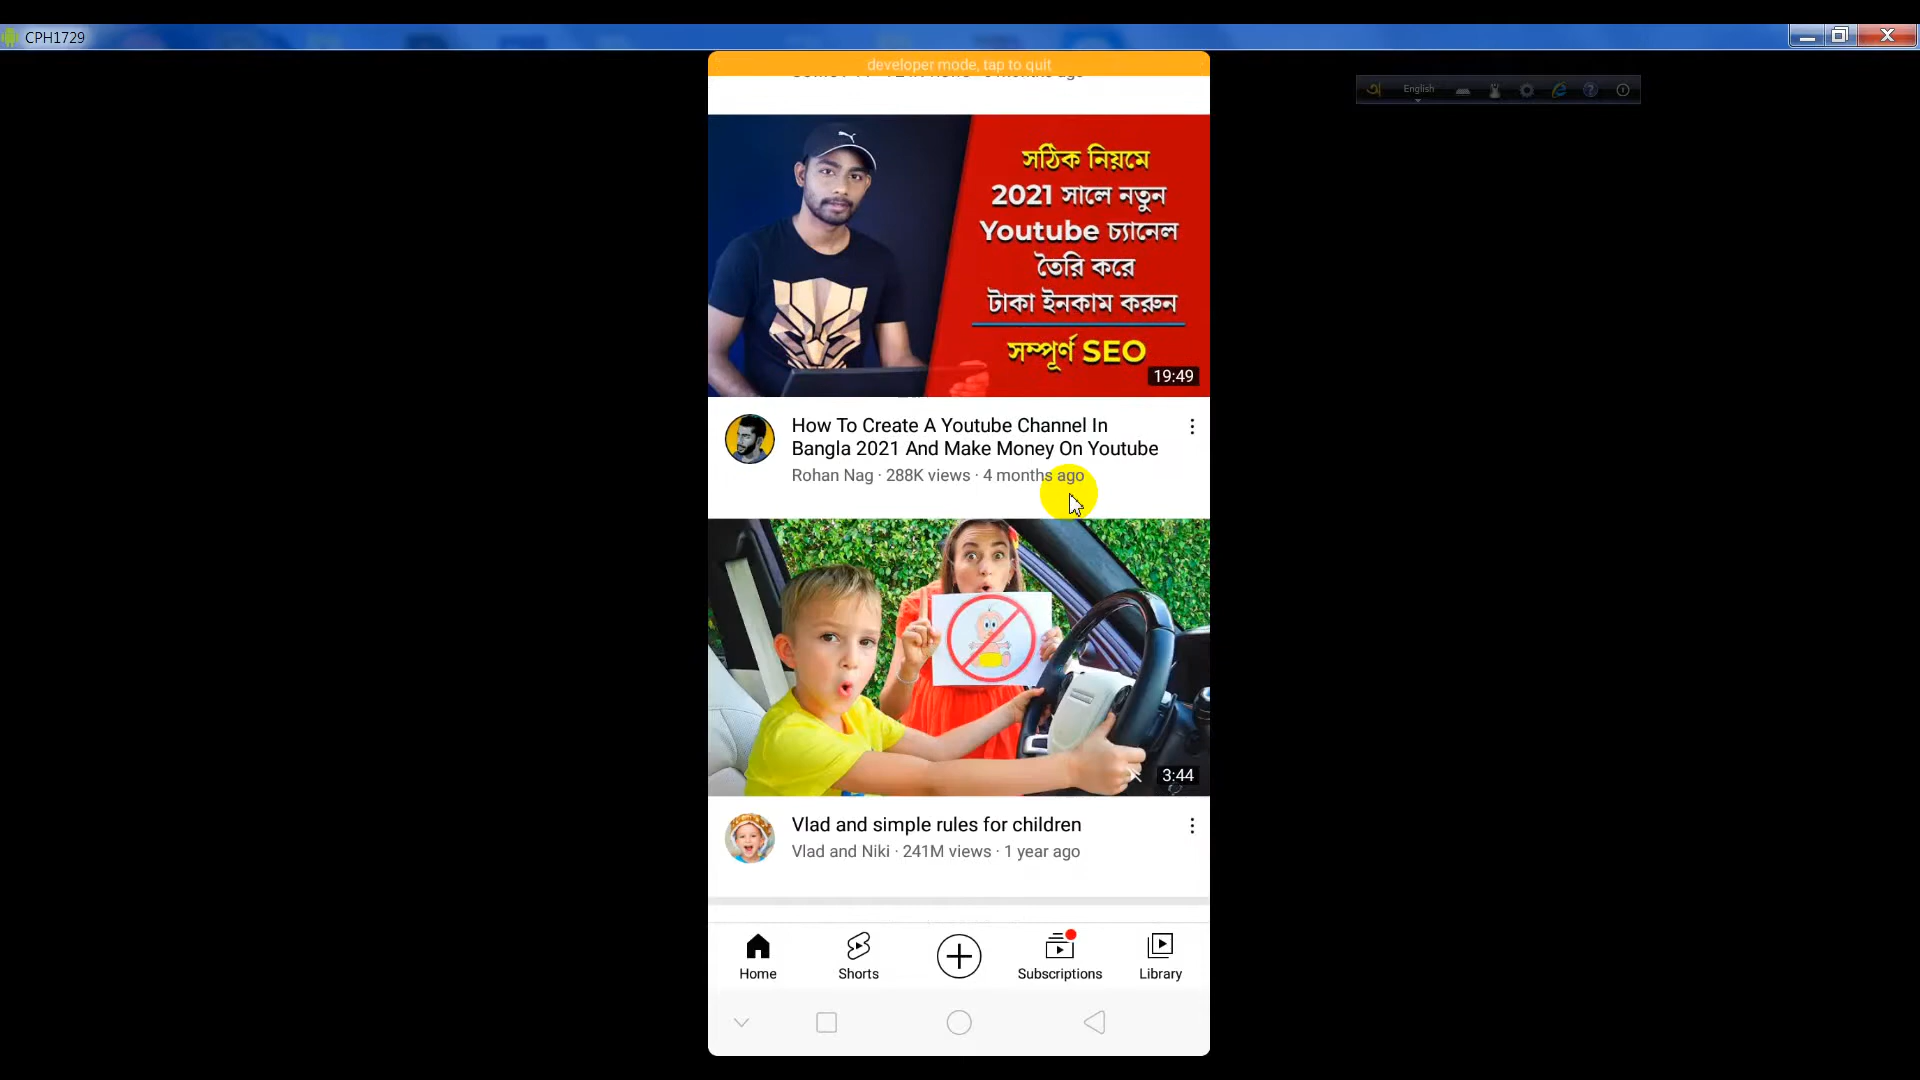 CPH1729
developer mode, tap to quit
English
সঠিক নিয়মে
2021 সালে নতুন
Youtube চ্যানেল
তৈরি করে
টাকা ইনকাম করুন
সম্পূর্ণ SEO
19:49
How To Create A Youtube Channel In
Bangla 2021 And Make Money On Youtube
Rohan Nag · 288K views · 4 months ago
3:44
Vlad and simple rules for children
Vlad and Niki · 241M views · 1 year ago
Home
Shorts
Subscriptions
Library